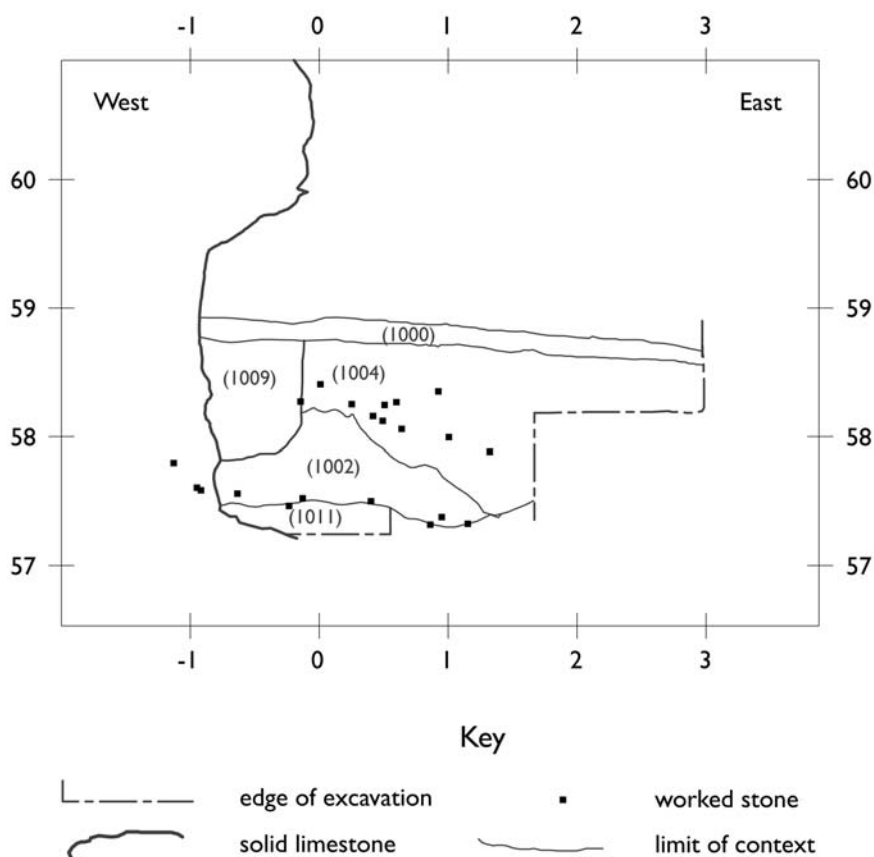 -1 0 1 2 3
West East
60 60
59 59
(1000)
(1009) (1004)
58 58
(1002)
(1011)
57 57
-1 0 1 2 3
Key
edge of excavation worked stone
solid limestone limit of context